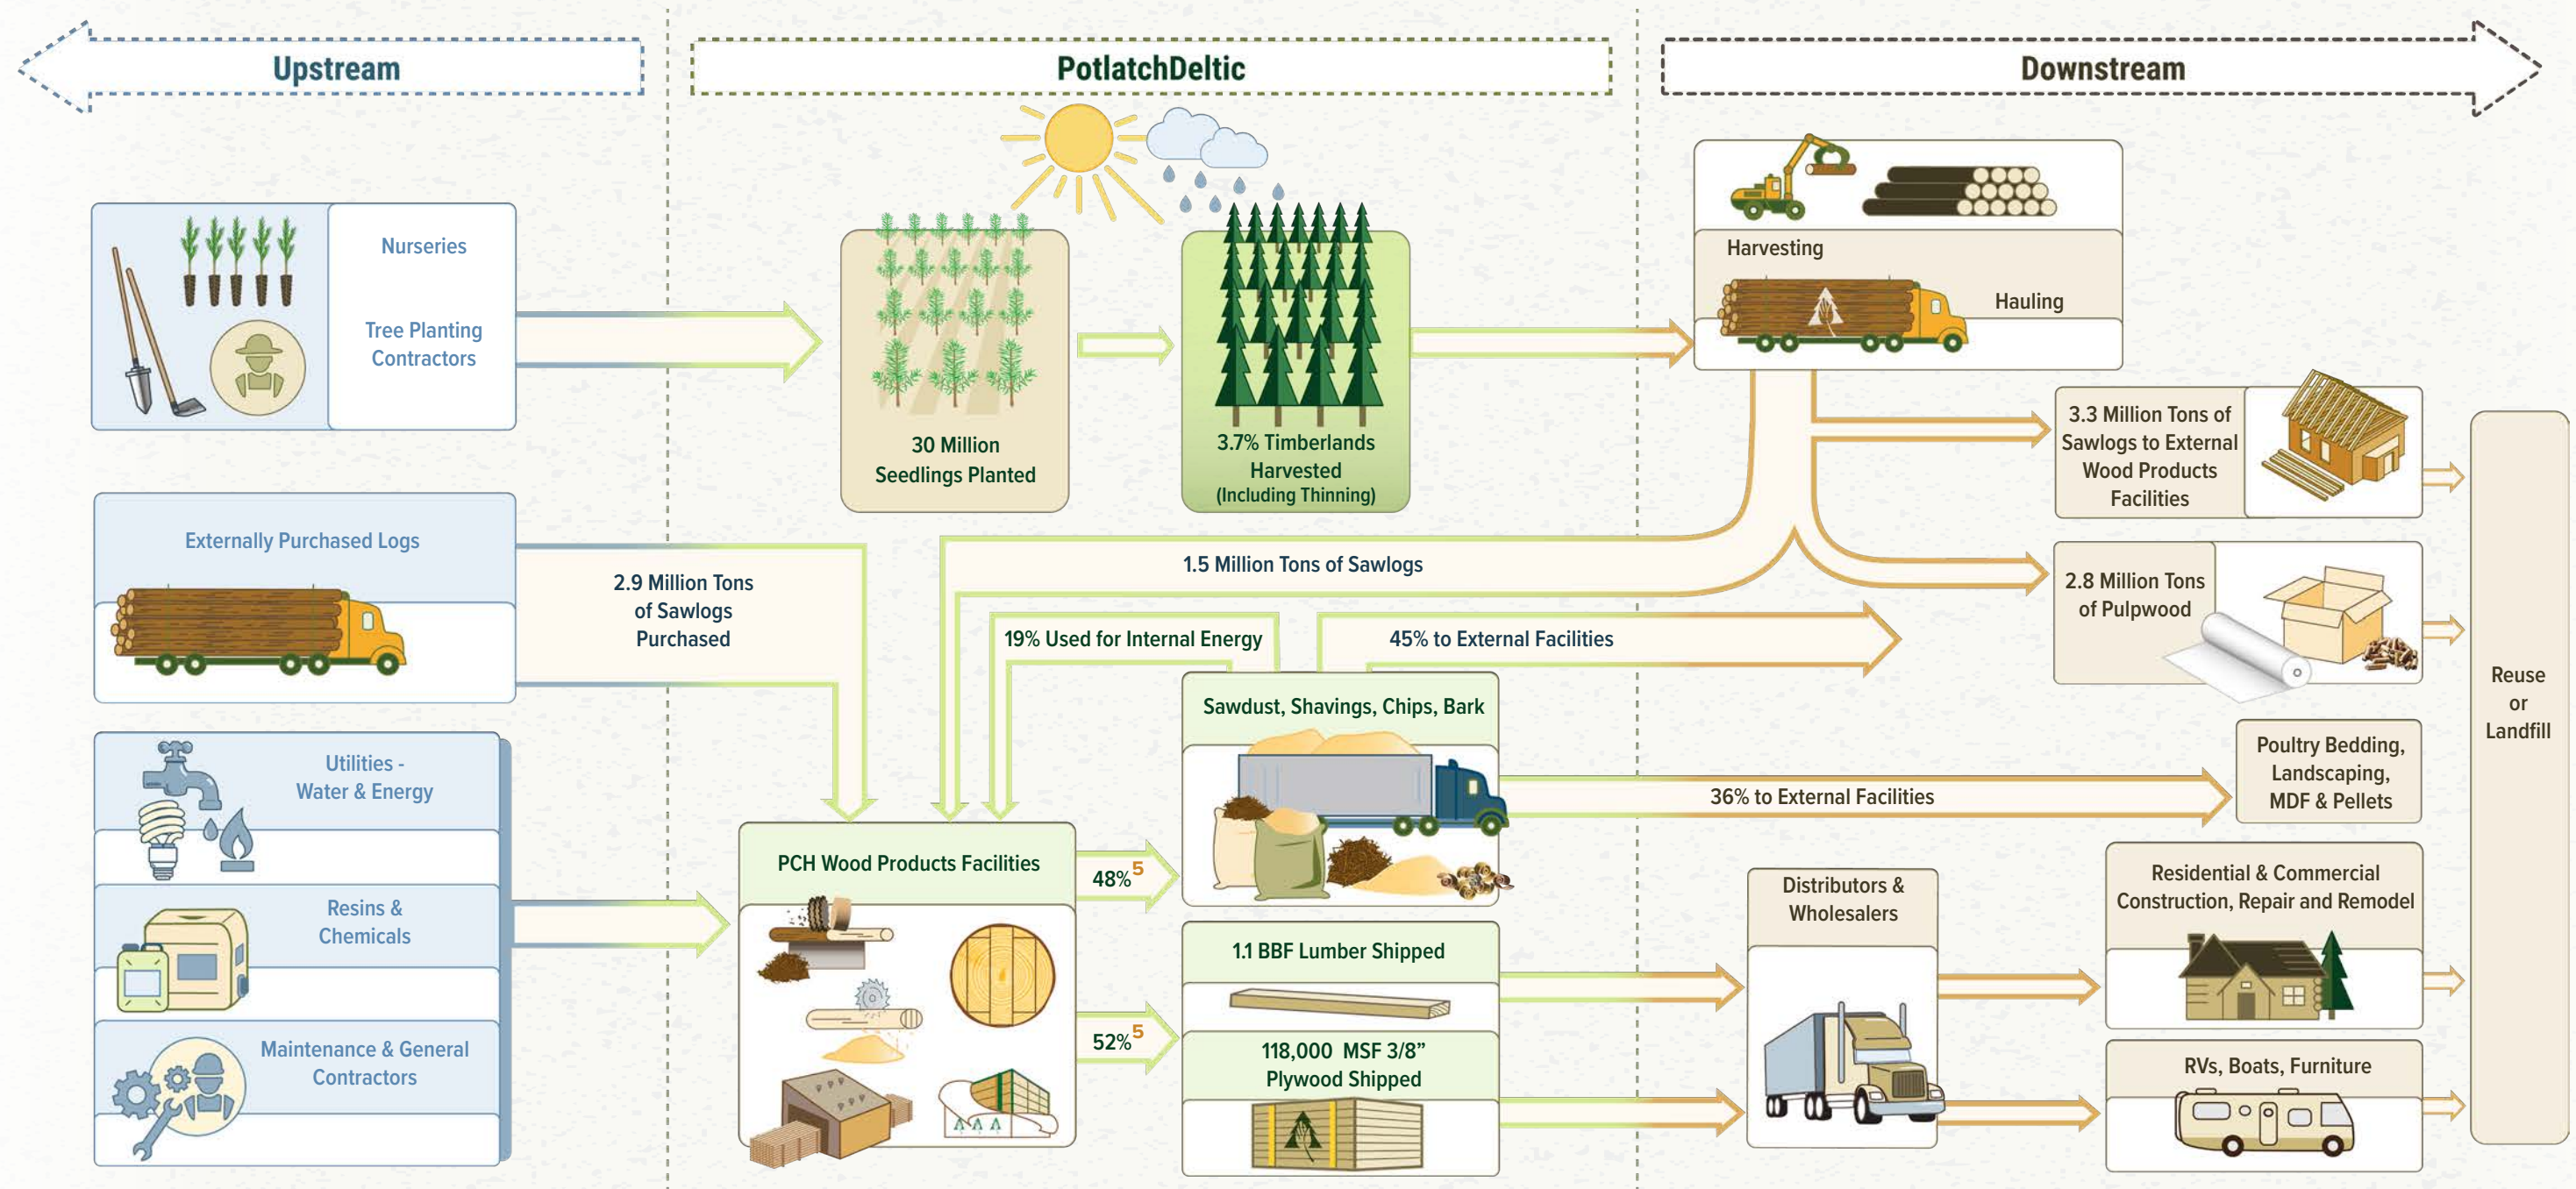 Upstream
PotlatchDeltic
Downstream
Nurseries
Tree Planting
Contractors
30 Million
Seedlings Planted
3.7% Timberlands
Harvested
(Including Thinning)
Harvesting
Hauling
3.3 Million Tons of
Sawlogs to External
Wood Products
Facilities
Externally Purchased Logs
2.9 Million Tons
of Sawlogs
Purchased
1.5 Million Tons of Sawlogs
2.8 Million Tons
of Pulpwood
19% Used for Internal Energy
45% to External Facilities
Reuse
or
Landfill
Sawdust, Shavings, Chips, Bark
Poultry Bedding,
Landscaping,
MDF & Pellets
36% to External Facilities
Utilities -
Water & Energy
Resins &
Chemicals
Maintenance & General
Contractors
PCH Wood Products Facilities
48%5
52%5
1.1 BBF Lumber Shipped
118,000 MSF 3/8”
Plywood Shipped
Distributors &
Wholesalers
Residential & Commercial
Construction, Repair and Remodel
RVs, Boats, Furniture